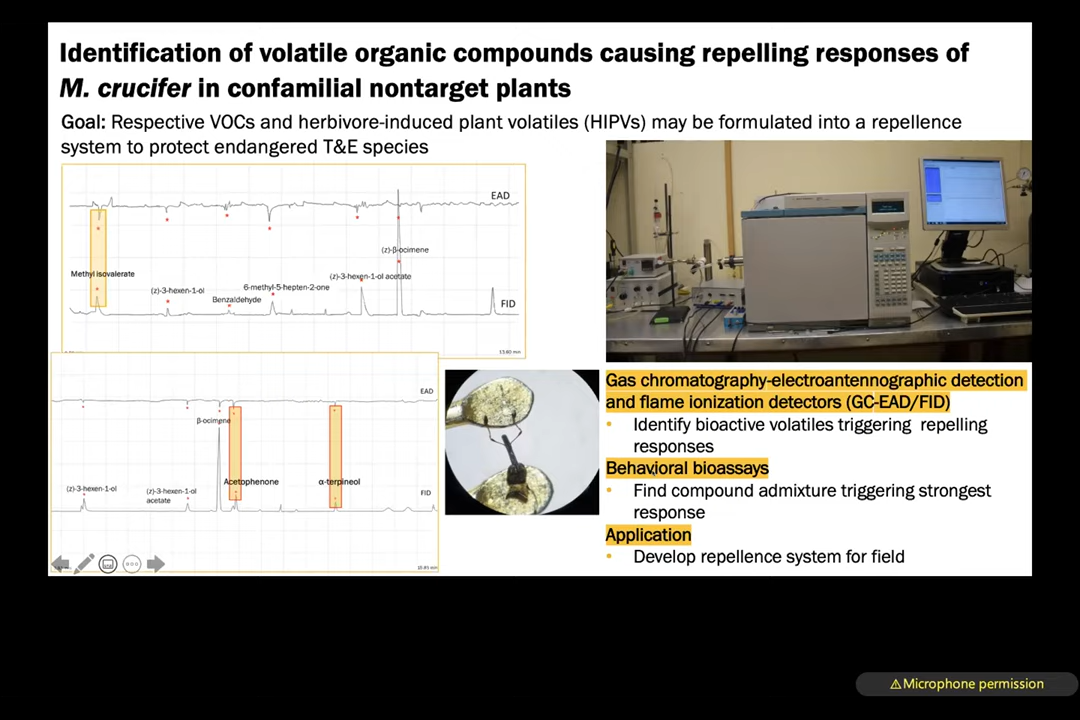 Identification of volatile organic compounds causing repelling responses of
M. crucifer in confamilial nontarget plants
Goal: Respective VOCs and herbivore-induced plant volatiles (HIPVs) may be formulated into a repellence
system to protect endangered T&E species
EAD
(z)-β-ocimene
Methyl isovalerate
(z)-3-hexen-1-ol acetate
(z)-3-hexen-1-ol
6-methyl-5-hepten-2-one
Benzaldehyde
FID
13.60 min
EAD
β-ocimene
Acetophenone
α-terpineol
(z)-3-hexen-1-ol
(z)-3-hexen-1-ol
acetate
FID
Gas chromatography-electroantennographic detection
and flame ionization detectors (GC-EAD/FID)
• Identify bioactive volatiles triggering repelling
responses
Behavioral bioassays
• Find compound admixture triggering strongest
response
Application
• Develop repellence system for field
⚠Microphone permission